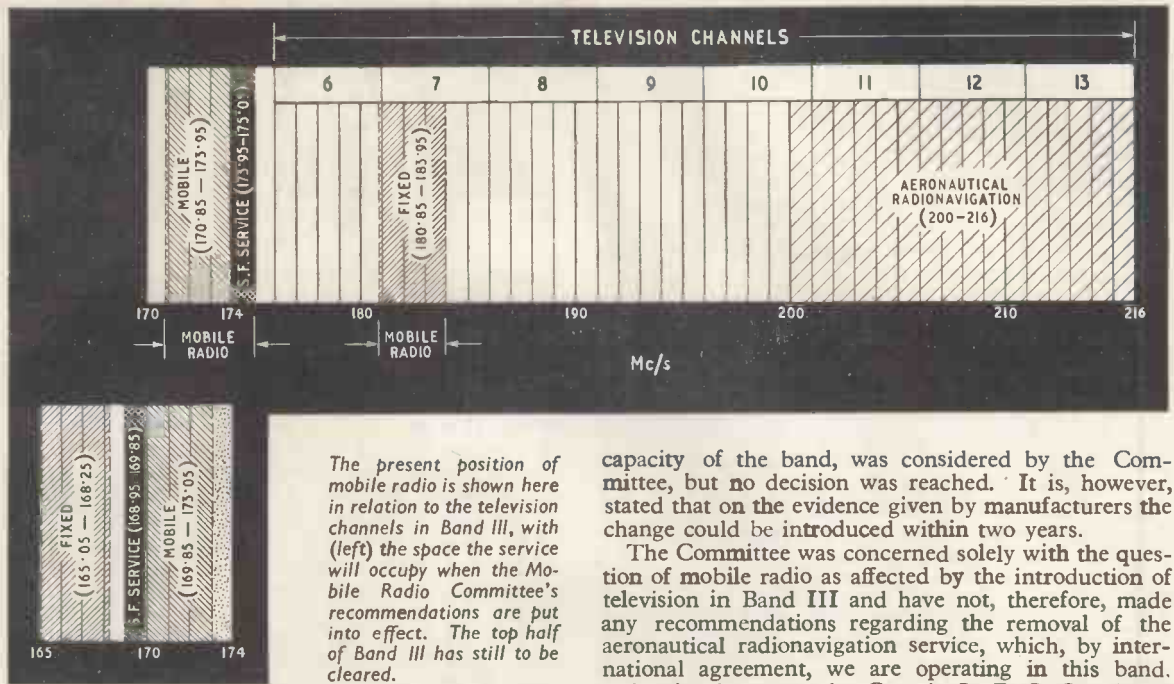 TELEVISION CHANNELS
6 7 8 9 10 11 12 13
MOBILE
(170·85 — 173·95)
S.F. SERVICE (173·95–175·05)
FIXED
(180·85 — 183·95)
AERONAUTICAL
RADIONAVIGATION
(200–216)
170 174 180 190 200 210 216
MOBILE
RADIO
MOBILE
RADIO
Mc/s
FIXED
(165·05 — 168·25)
S.F. SERVICE (168·95 169·85)
MOBILE
(169·85 — 173·05)
165 170 174
The present position of
mobile radio is shown here
in relation to the television
channels in Band III, with
(left) the space the service
will occupy when the Mo-
bile Radio Committee's
recommendations are put
into effect. The top half
of Band III has still to be
cleared.
capacity of the band, was considered by the Com-
mittee, but no decision was reached. It is, however,
stated that on the evidence given by manufacturers the
change could be introduced within two years.
The Committee was concerned solely with the ques-
tion of mobile radio as affected by the introduction of
television in Band III and have not, therefore, made
any recommendations regarding the removal of the
aeronautical radionavigation service, which, by inter-
national agreement, we are operating in this band.